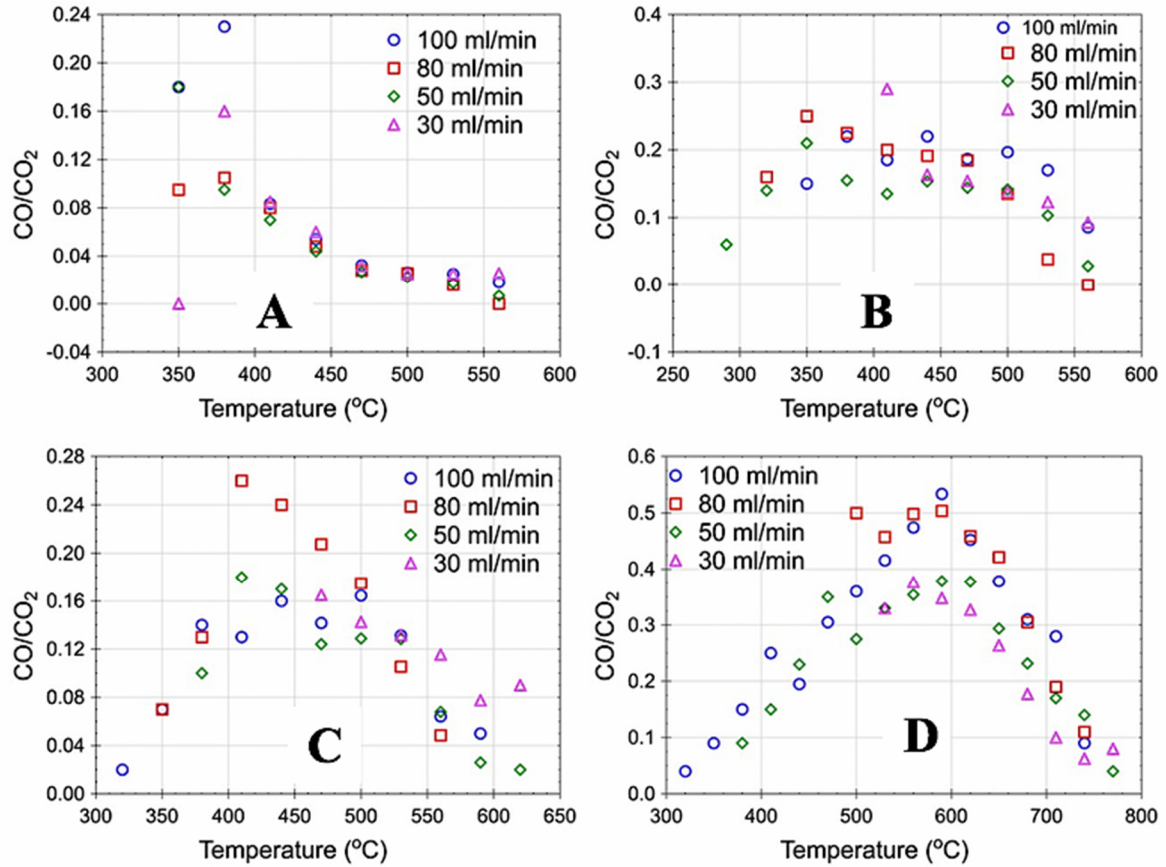 0.24
0.20
0.16
0.12
0.08
0.04
0.00
-0.04
CO/CO₂
100 ml/min
80 ml/min
50 ml/min
30 ml/min
A
300 350 400 450 500 550 600
Temperature (°C)
0.4
0.3
0.2
0.1
0.0
-0.1
CO/CO₂
100 ml/min
80 ml/min
50 ml/min
30 ml/min
B
250 300 350 400 450 500 550 600
Temperature (°C)
0.28
0.24
0.20
0.16
0.12
0.08
0.04
0.00
CO/CO₂
100 ml/min
80 ml/min
50 ml/min
30 ml/min
C
300 350 400 450 500 550 600 650
Temperature (°C)
0.6
0.5
0.4
0.3
0.2
0.1
0.0
CO/CO₂
100 ml/min
80 ml/min
50 ml/min
30 ml/min
D
300 400 500 600 700 800
Temperature (°C)